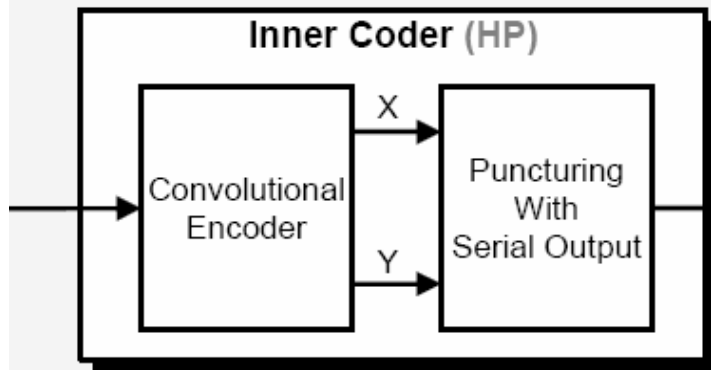 Inner Coder (HP)
X
Convolutional
Encoder
Y
Puncturing
With
Serial Output